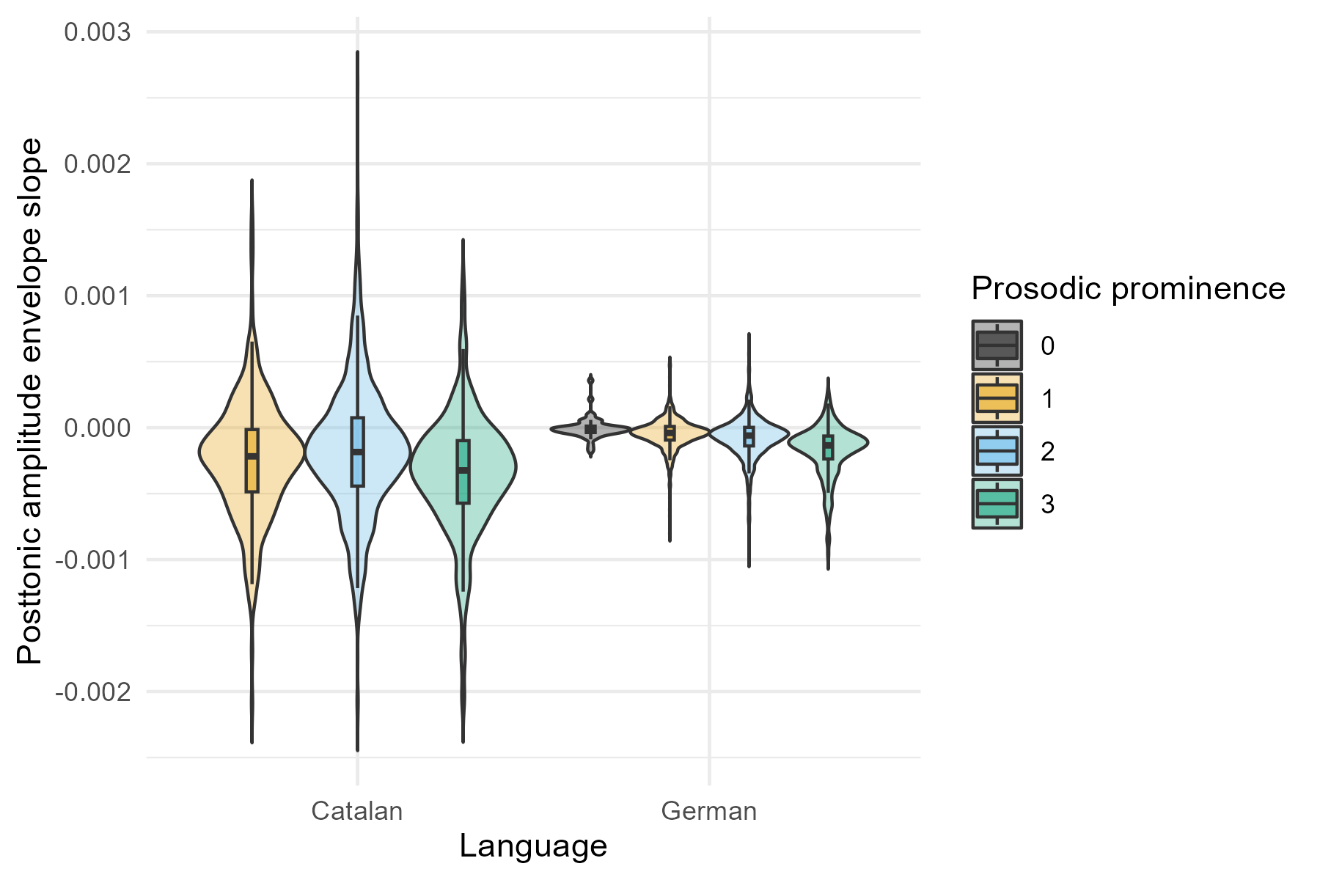 0.003
0.002
0.001
0.000
-0.001
-0.002
Posttonic amplitude envelope slope
Catalan
German
Language
Prosodic prominence
0
1
2
3